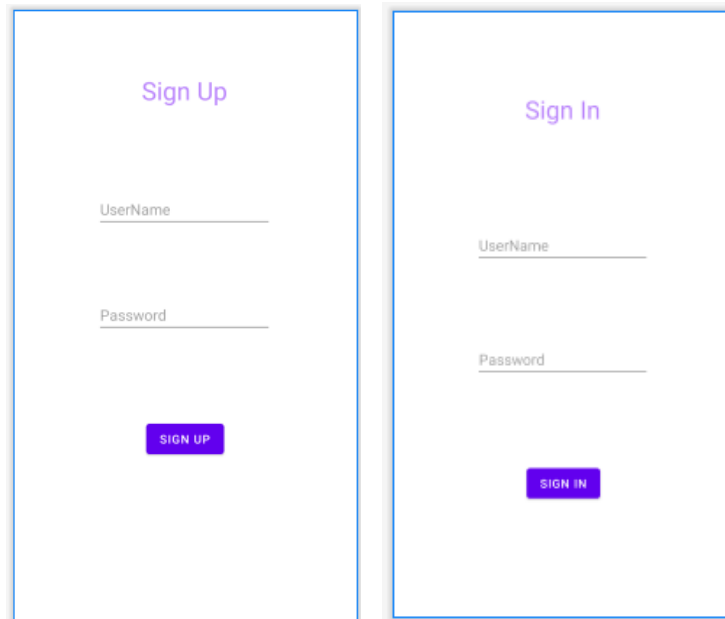 Sign Up
UserName
Password
SIGN UP
Sign In
UserName
Password
SIGN IN